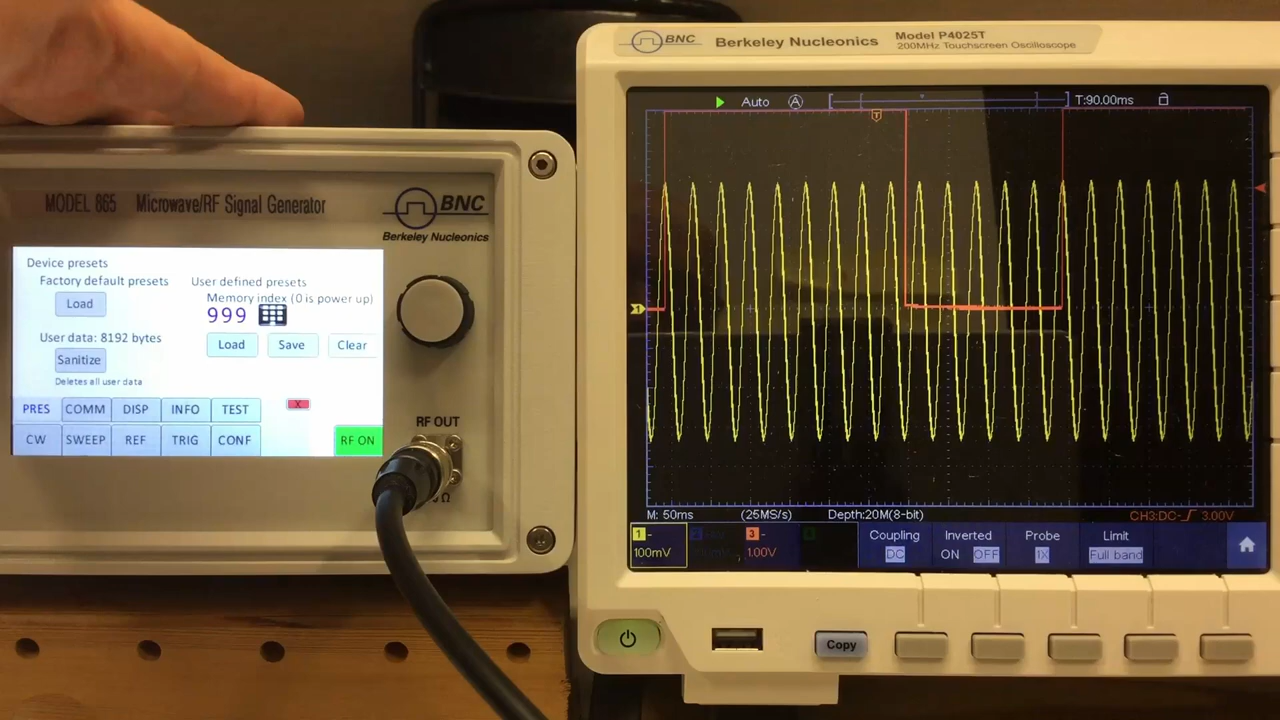 MODEL 865 Microwave/RF Signal Generator
BNC
Berkeley Nucleonics
Device presets
Factory default presets
Load
User data: 8192 bytes
Sanitize
Deletes all user data
User defined presets
Memory index (0 is power up)
999
Load Save Clear
X
PRES COMM DISP INFO TEST
CW SWEEP REF TRIG CONF RF ON
RF OUT
Ω
BNC Berkeley Nucleonics
Model P4025T
200MHz Touchscreen Oscilloscope
Auto A T:90.00ms
T
1
M: 50ms (25MS/s) Depth:20M(8-bit) CH3:DC- 3.00V
1 100mV
3 1.00V
Coupling DC
Inverted ON OFF
Probe 1X
Limit Full band
Copy